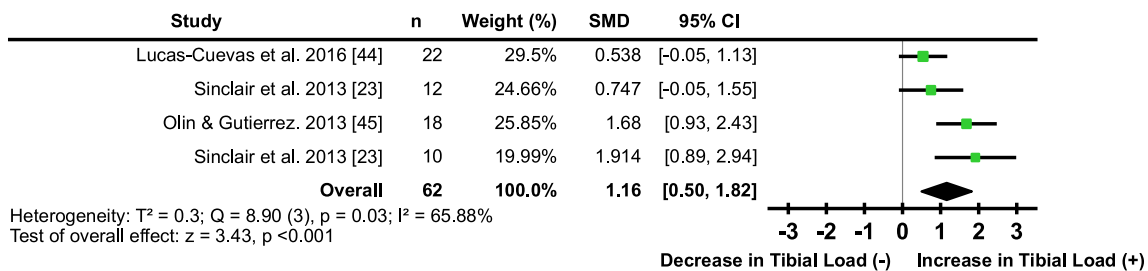 Study n Weight (%) SMD 95% CI
Lucas-Cuevas et al. 2016 [44] 22 29.5% 0.538 [-0.05, 1.13]
Sinclair et al. 2013 [23] 12 24.66% 0.747 [-0.05, 1.55]
Olin & Gutierrez. 2013 [45] 18 25.85% 1.68 [0.93, 2.43]
Sinclair et al. 2013 [23] 10 19.99% 1.914 [0.89, 2.94]
Overall 62 100.0% 1.16 [0.50, 1.82]
Heterogeneity: T² = 0.3; Q = 8.90 (3), p = 0.03; I² = 65.88%
Test of overall effect: z = 3.43, p <0.001
-3 -2 -1 0 1 2 3
Decrease in Tibial Load (-) Increase in Tibial Load (+)